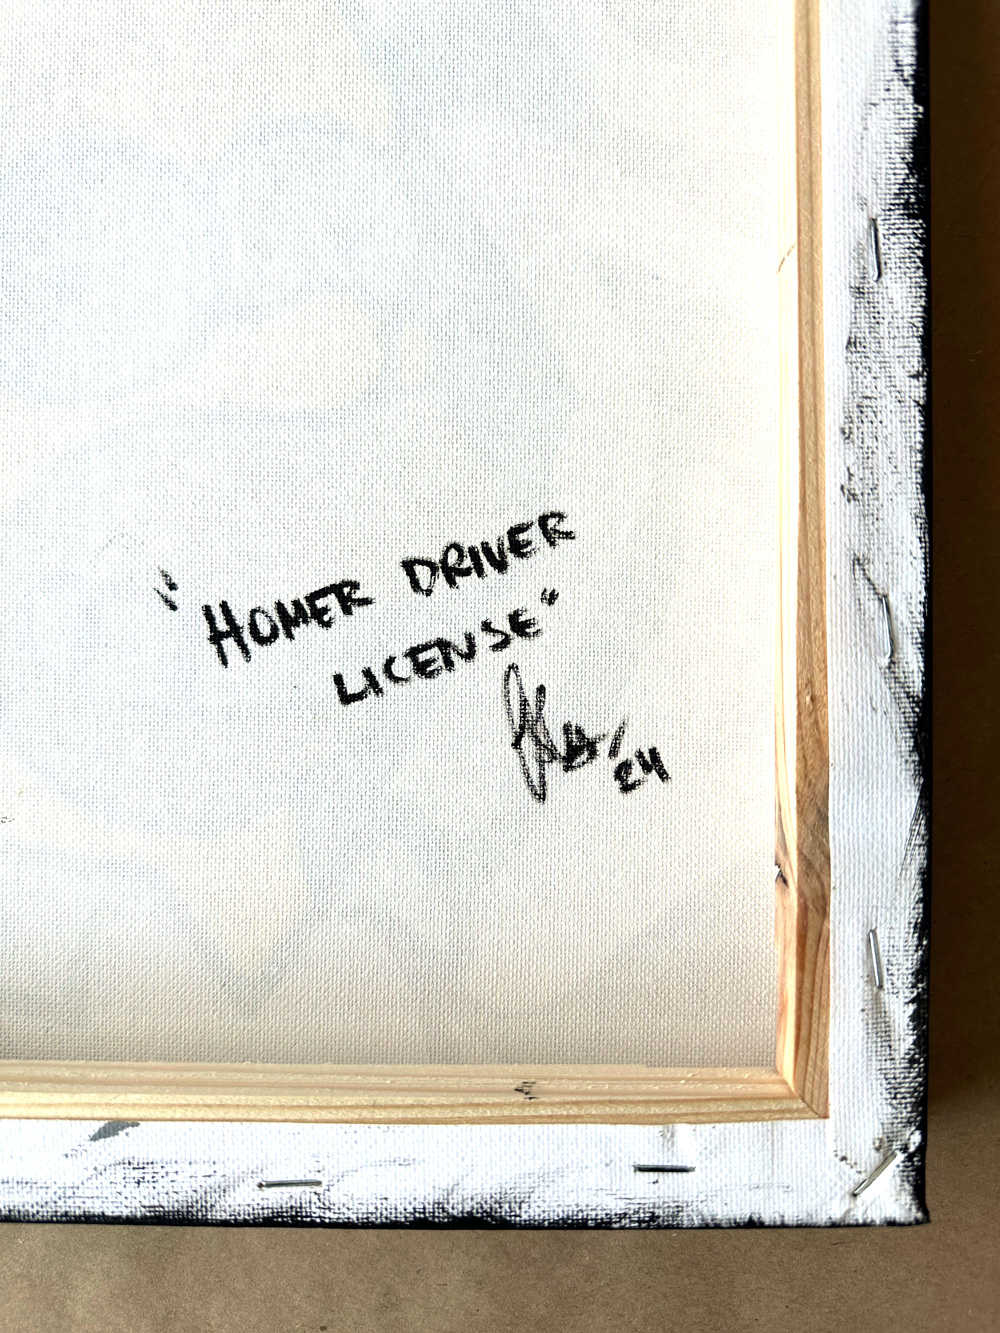 "HOMER DRIVER
LICENSE"
/24